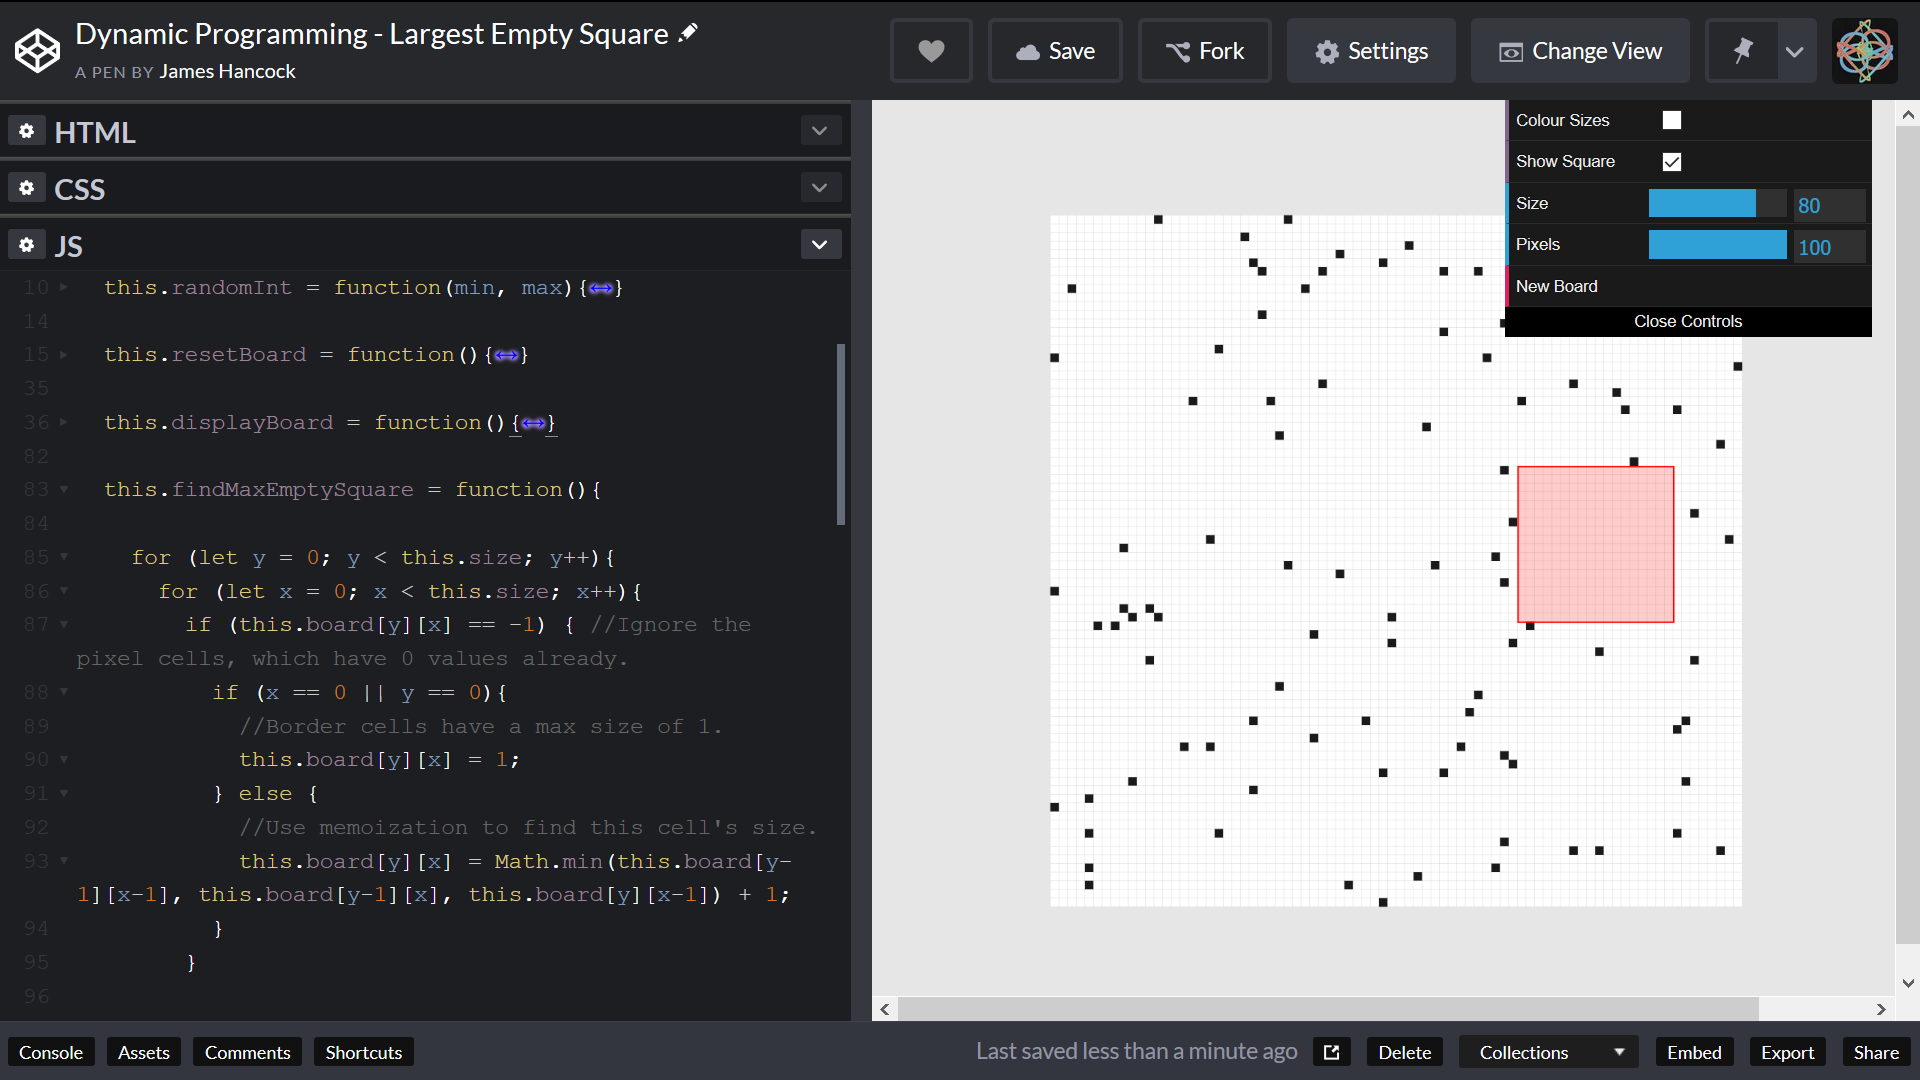 Dynamic Programming - Largest Empty Square
A PEN BY James Hancock
Save
Fork
Settings
Change View
HTML
CSS
JS
10 this.randomInt = function(min, max){↔}
14
15 this.resetBoard = function(){↔}
35
36 this.displayBoard = function(){↔}
82
83 this.findMaxEmptySquare = function(){
84
85 for (let y = 0; y < this.size; y++){
86 for (let x = 0; x < this.size; x++){
87 if (this.board[y][x] == -1) { //Ignore the
pixel cells, which have 0 values already.
88 if (x == 0 || y == 0){
89 //Border cells have a max size of 1.
90 this.board[y][x] = 1;
91 } else {
92 //Use memoization to find this cell's size.
93 this.board[y][x] = Math.min(this.board[y-
1][x-1], this.board[y-1][x], this.board[y][x-1]) + 1;
94 }
95 }
96
Colour Sizes
Show Square
Size 80
Pixels 100
New Board
Close Controls
Console
Assets
Comments
Shortcuts
Last saved less than a minute ago
Delete
Collections
Embed
Export
Share